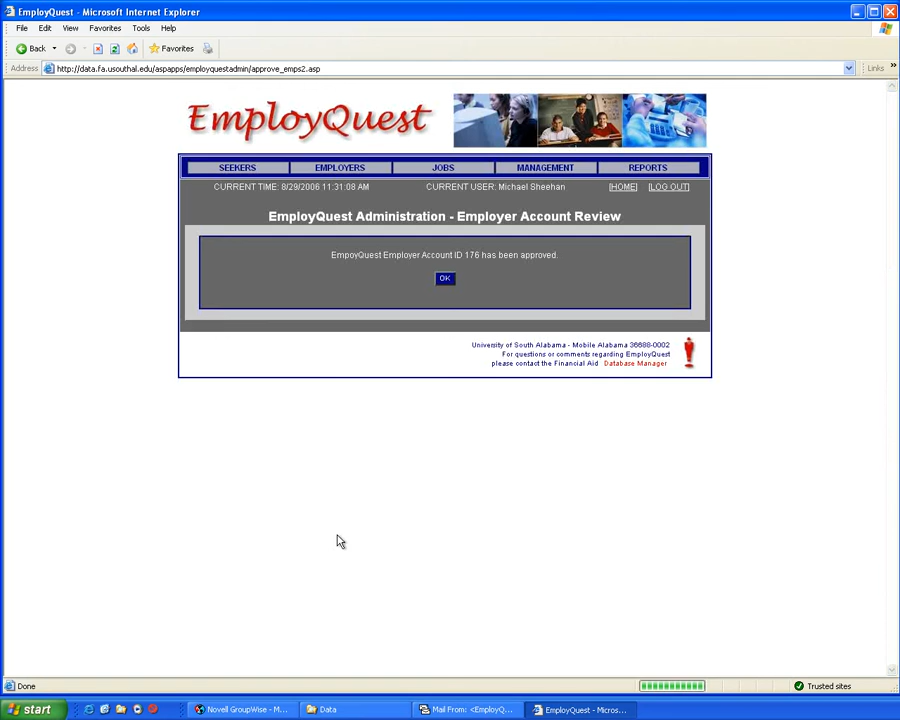 EmployQuest - Microsoft Internet Explorer
File Edit View Favorites Tools Help
Back Favorites
Address http://data.fa.usouthal.edu/aspapps/employquestadmin/approve_emps2.asp Links »
EmployQuest
SEEKERS EMPLOYERS JOBS MANAGEMENT REPORTS
CURRENT TIME: 8/29/2006 11:31:08 AM CURRENT USER: Michael Sheehan [HOME] [LOG OUT]
EmployQuest Administration - Employer Account Review
EmpoyQuest Employer Account ID 176 has been approved.
OK
University of South Alabama - Mobile Alabama 36688-0002
For questions or comments regarding EmployQuest
please contact the Financial Aid Database Manager
Done Trusted sites
start Novell GroupWise - M... Data Mail From: <EmployQ... EmployQuest - Micros...